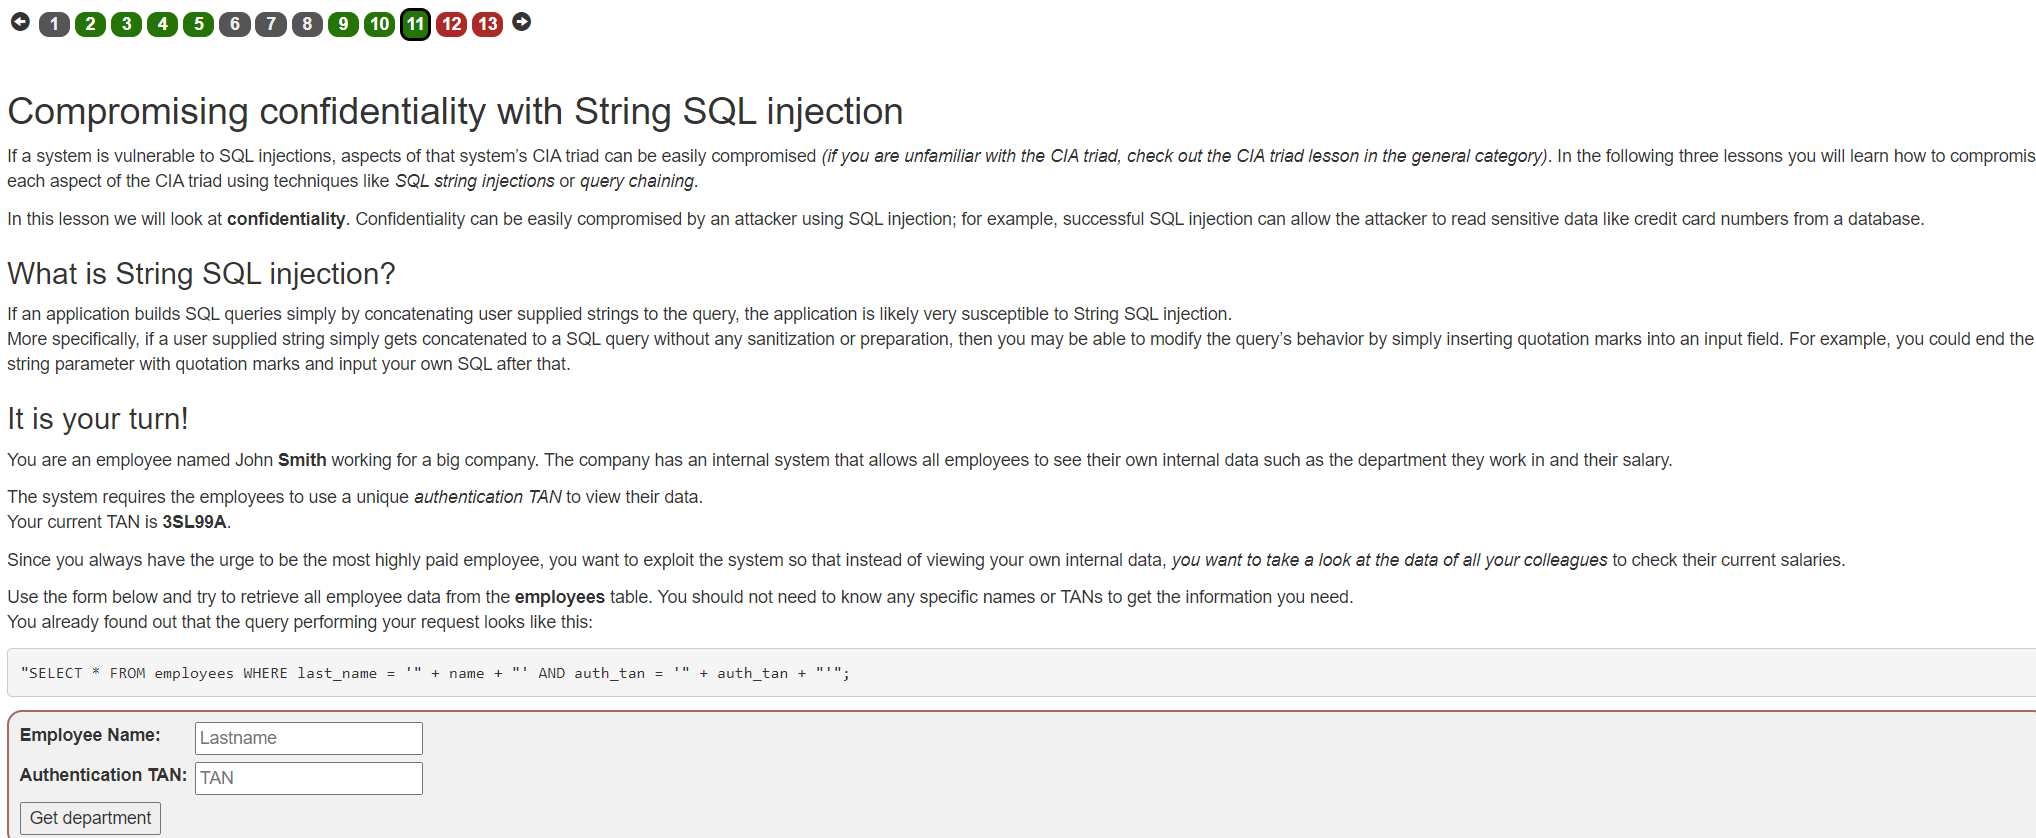 1 2 3 4 5 6 7 8 9 10 11 12 13
Compromising confidentiality with String SQL injection
If a system is vulnerable to SQL injections, aspects of that system’s CIA triad can be easily compromised (if you are unfamiliar with the CIA triad, check out the CIA triad lesson in the general category). In the following three lessons you will learn how to compromis
each aspect of the CIA triad using techniques like SQL string injections or query chaining.
In this lesson we will look at confidentiality. Confidentiality can be easily compromised by an attacker using SQL injection; for example, successful SQL injection can allow the attacker to read sensitive data like credit card numbers from a database.
What is String SQL injection?
If an application builds SQL queries simply by concatenating user supplied strings to the query, the application is likely very susceptible to String SQL injection.
More specifically, if a user supplied string simply gets concatenated to a SQL query without any sanitization or preparation, then you may be able to modify the query’s behavior by simply inserting quotation marks into an input field. For example, you could end the
string parameter with quotation marks and input your own SQL after that.
It is your turn!
You are an employee named John Smith working for a big company. The company has an internal system that allows all employees to see their own internal data such as the department they work in and their salary.
The system requires the employees to use a unique authentication TAN to view their data.
Your current TAN is 3SL99A.
Since you always have the urge to be the most highly paid employee, you want to exploit the system so that instead of viewing your own internal data, you want to take a look at the data of all your colleagues to check their current salaries.
Use the form below and try to retrieve all employee data from the employees table. You should not need to know any specific names or TANs to get the information you need.
You already found out that the query performing your request looks like this:
"SELECT * FROM employees WHERE last_name = '" + name + "' AND auth_tan = '" + auth_tan + "'";
Employee Name: Lastname
Authentication TAN: TAN
Get department